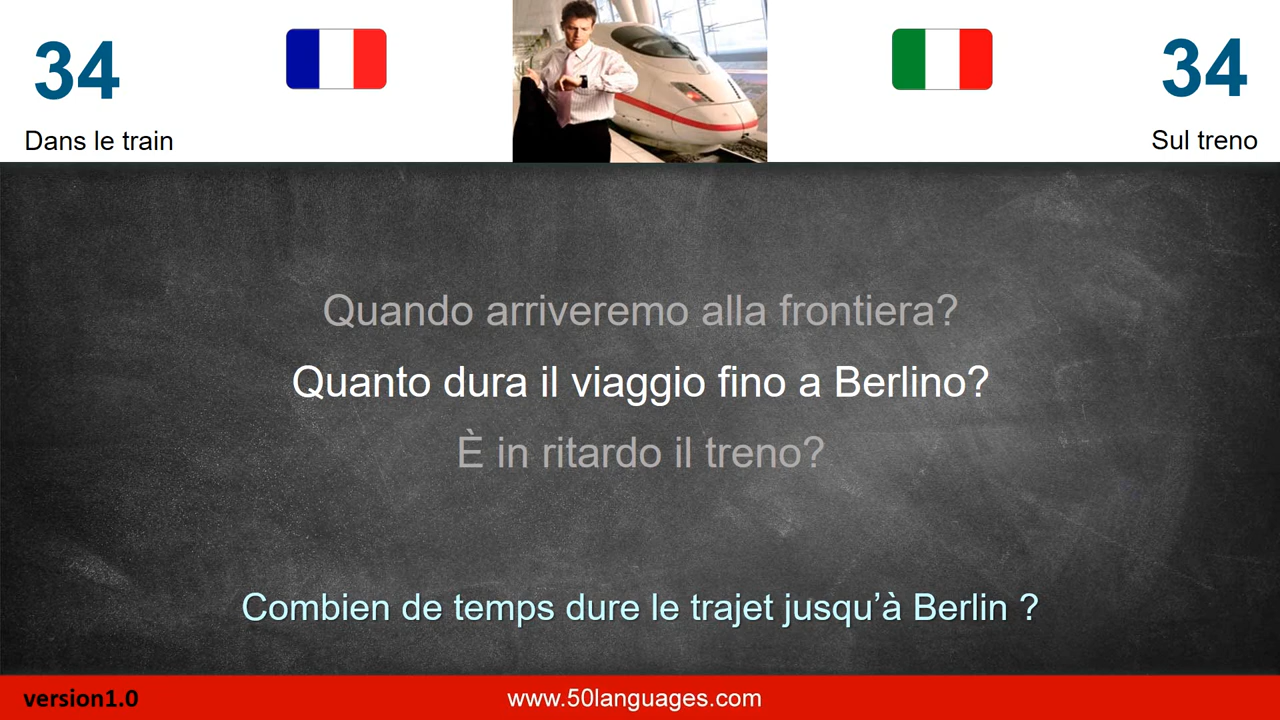 34
34
Dans le train
Sul treno
Quando arriveremo alla frontiera?
Quanto dura il viaggio fino a Berlino?
È in ritardo il treno?
Combien de temps dure le trajet jusqu’à Berlin ?
version1.0
www.50languages.com